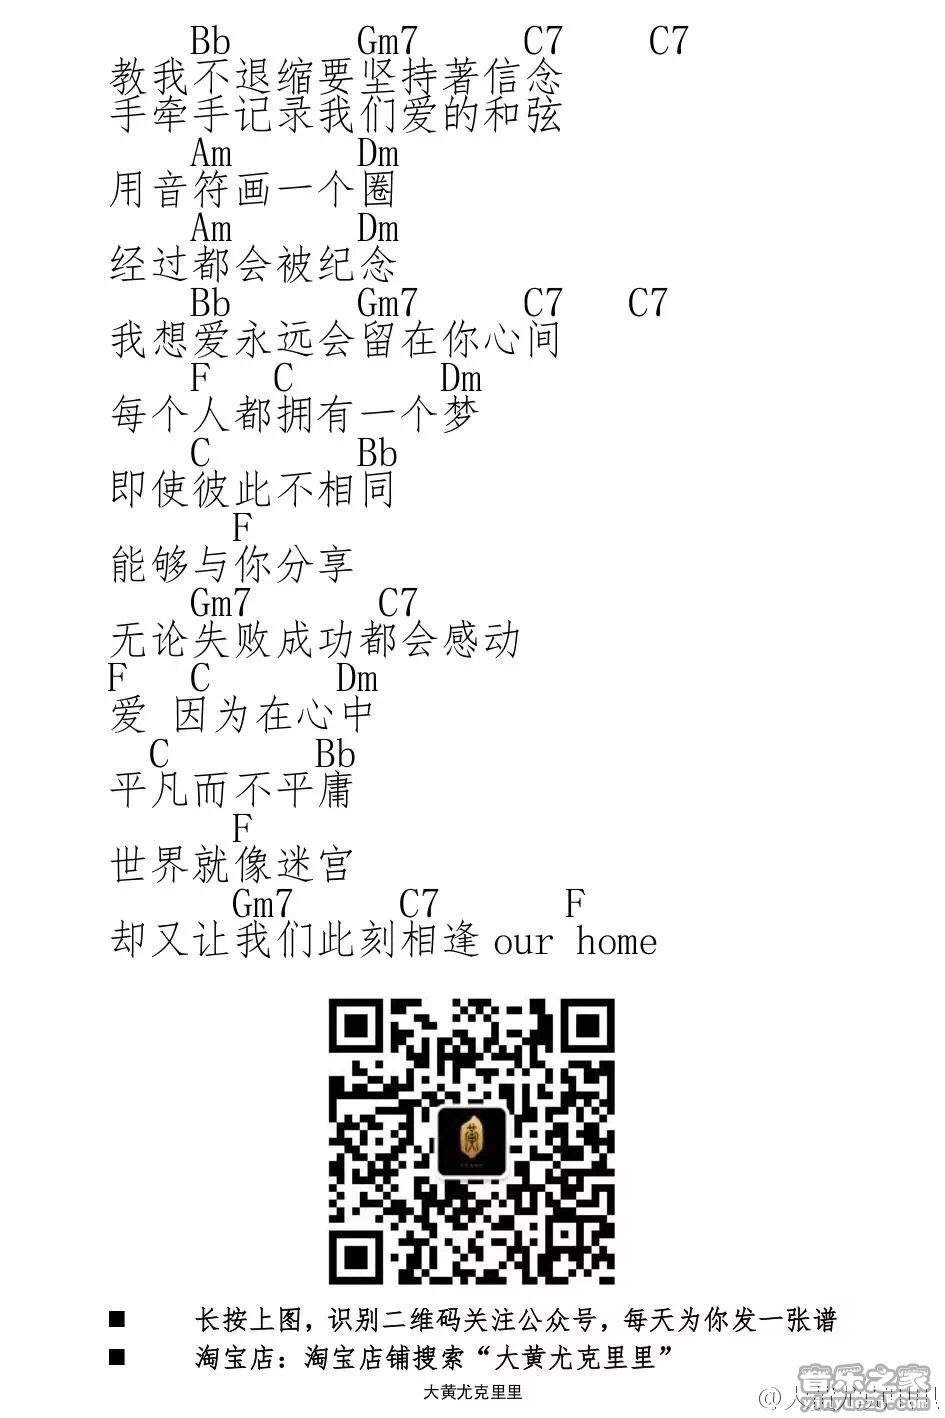 Bb Gm7 C7 C7
教我不退缩要坚持著信念
手牵手记录我们爱的和弦
Am Dm
用音符画一个圈
Am Dm
经过都会被纪念
Bb Gm7 C7 C7
我想爱永远会留在你心间
F C Dm
每个人都拥有一个梦
C Bb
即使彼此不相同
F
能够与你分享
Gm7 C7
无论失败成功都会感动
F C Dm
爱 因为在心中
C Bb
平凡而不平庸
F
世界就像迷宫
Gm7 C7 F
却又让我们此刻相逢 our home
黄
■ 长按上图，识别二维码关注公众号，每天为你发一张谱
■ 淘宝店：淘宝店铺搜索“大黄尤克里里”
大黄尤克里里
音乐之家
yinyuezj.com